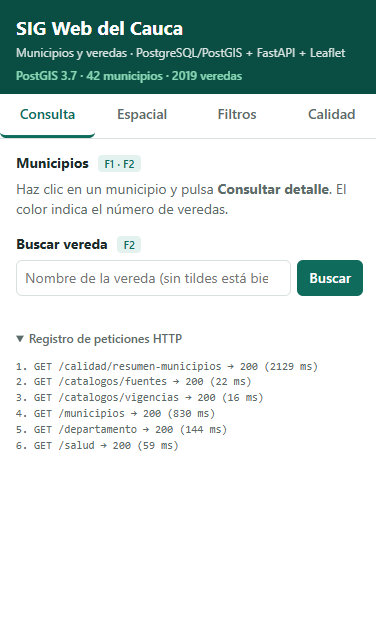 SIG Web del Cauca
Municipios y veredas · PostgreSQL/PostGIS + FastAPI + Leaflet
PostGIS 3.7 · 42 municipios · 2019 veredas
Consulta Espacial Filtros Calidad
Municipios F1 · F2
Haz clic en un municipio y pulsa Consultar detalle. El
color indica el número de veredas.
Buscar vereda F2
Nombre de la vereda (sin tildes está bie Buscar
▼ Registro de peticiones HTTP
1. GET /calidad/resumen-municipios → 200 (2129 ms)
2. GET /catalogos/fuentes → 200 (22 ms)
3. GET /catalogos/vigencias → 200 (16 ms)
4. GET /municipios → 200 (830 ms)
5. GET /departamento → 200 (144 ms)
6. GET /salud → 200 (59 ms)